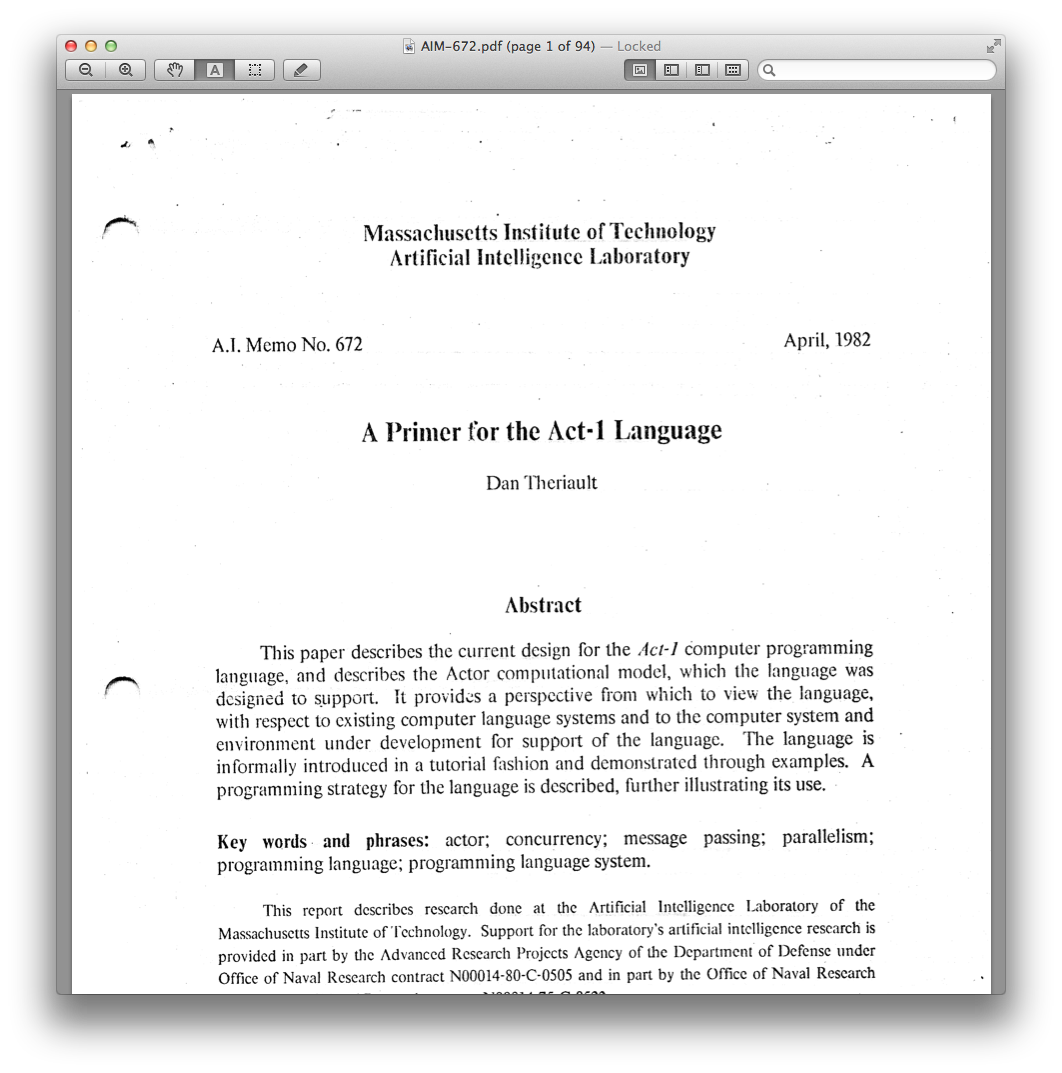 AIM-672.pdf (page 1 of 94) — Locked
A
Massachusetts Institute of Technology
Artificial Intelligence Laboratory
A.I. Memo No. 672
April, 1982
A Primer for the Act-1 Language
Dan Theriault
Abstract
This paper describes the current design for the Act-1 computer programming
language, and describes the Actor computational model, which the language was
designed to support. It provides a perspective from which to view the language,
with respect to existing computer language systems and to the computer system and
environment under development for support of the language. The language is
informally introduced in a tutorial fashion and demonstrated through examples. A
programming strategy for the language is described, further illustrating its use.
Key words and phrases: actor; concurrency; message passing; parallelism;
programming language; programming language system.
This report describes research done at the Artificial Intelligence Laboratory of the
Massachusetts Institute of Technology. Support for the laboratory's artificial intelligence research is
provided in part by the Advanced Research Projects Agency of the Department of Defense under
Office of Naval Research contract N00014-80-C-0505 and in part by the Office of Naval Research